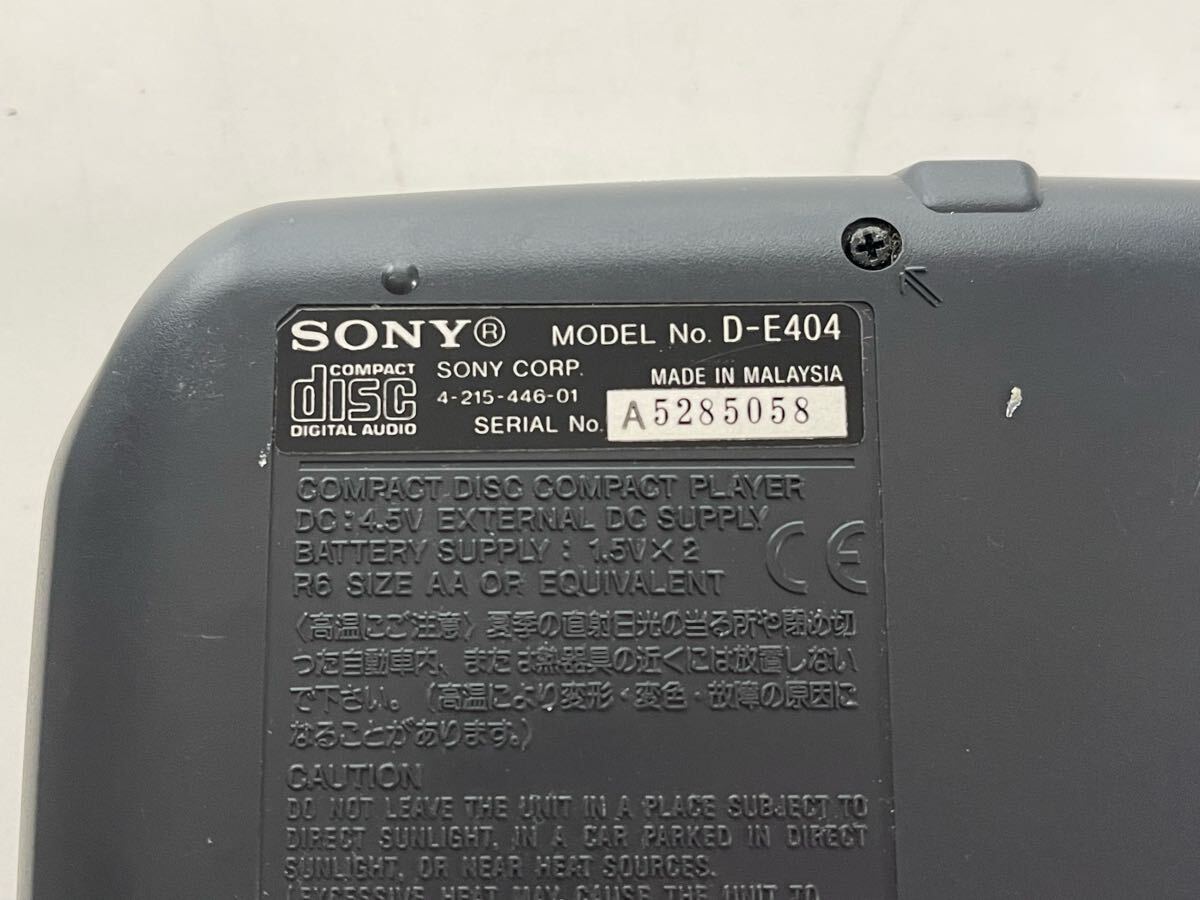 SONY® MODEL No. D-E404
COMPACT disc DIGITAL AUDIO
SONY CORP. MADE IN MALAYSIA
4-215-446-01
SERIAL No. A5285058
COMPACT DISC COMPACT PLAYER
DC:4.5V EXTERNAL DC SUPPLY
BATTERY SUPPLY : 1.5V×2
R6 SIZE AA OR EQUIVALENT
CE
〈高温にご注意〉夏季の直射日光の当る所や閉め切
った自動車内、または熱器具の近くには放置しない
で下さい。(高温により変形・変色・故障の原因に
なることがあります。)
CAUTION
DO NOT LEAVE THE UNIT IN A PLACE SUBJECT TO
DIRECT SUNLIGHT, IN A CAR PARKED IN DIRECT
SUNLIGHT, OR NEAR HEAT SOURCES.
(EXCESSIVE HEAT MAY CAUSE THE UNIT TO